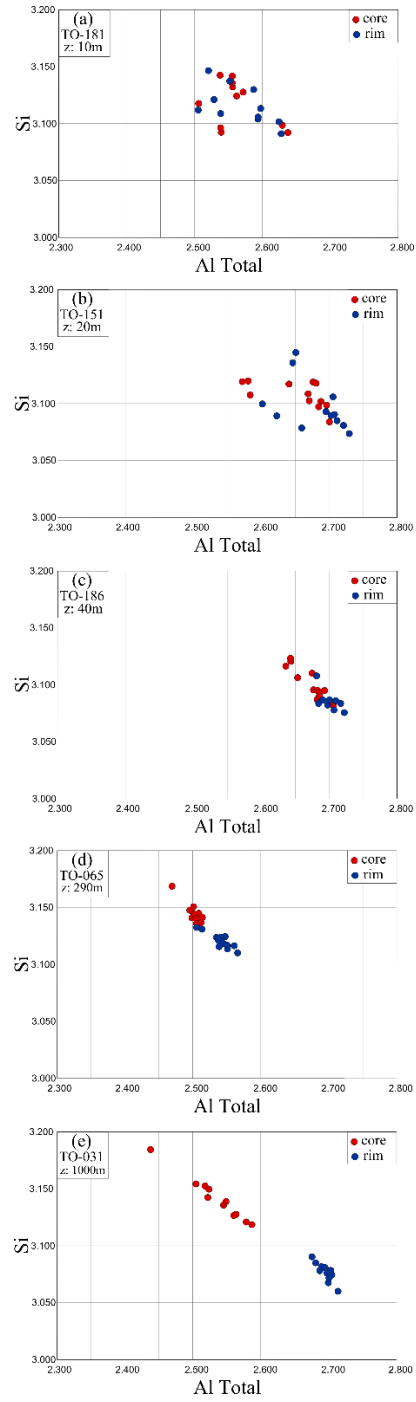 3.200
(a)
TO-181
z: 10m
core
rim
3.150
Si
3.100
3.050
3.000
2.300 2.400 2.500 2.600 2.700 2.800
Al Total
3.200
(b)
TO-151
z: 20m
core
rim
3.150
Si
3.100
3.050
3.000
2.300 2.400 2.500 2.600 2.700 2.800
Al Total
3.200
(c)
TO-186
z: 40m
core
rim
3.150
Si
3.100
3.050
3.000
2.300 2.400 2.500 2.600 2.700 2.800
Al Total
3.200
(d)
TO-065
z: 290m
core
rim
3.150
Si
3.100
3.050
3.000
2.300 2.400 2.500 2.600 2.700 2.800
Al Total
3.200
(e)
TO-031
z: 1000m
core
rim
3.150
Si
3.100
3.050
3.000
2.300 2.400 2.500 2.600 2.700 2.800
Al Total